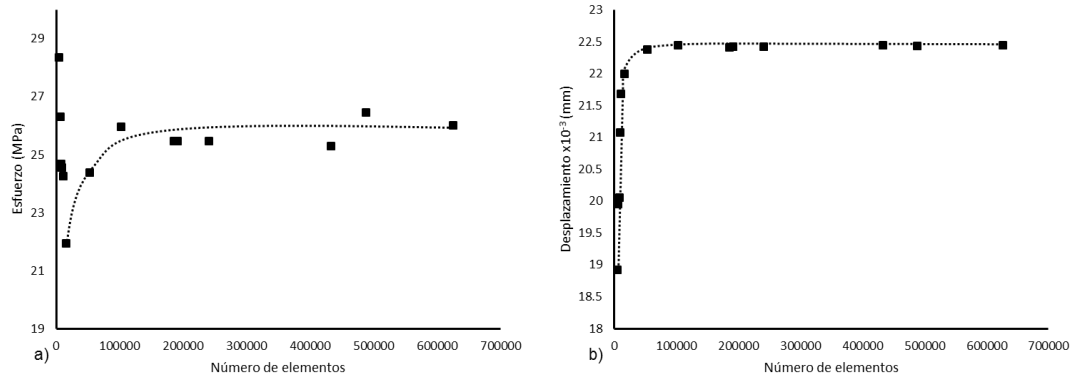 29
27
25
23
21
19
Esfuerzo (MPa)
0 100000 200000 300000 400000 500000 600000 700000
Número de elementos
a)
23
22.5
22
21.5
21
20.5
20
19.5
19
18.5
18
Desplazamiento x10⁻³ (mm)
0 100000 200000 300000 400000 500000 600000 700000
Número de elementos
b)